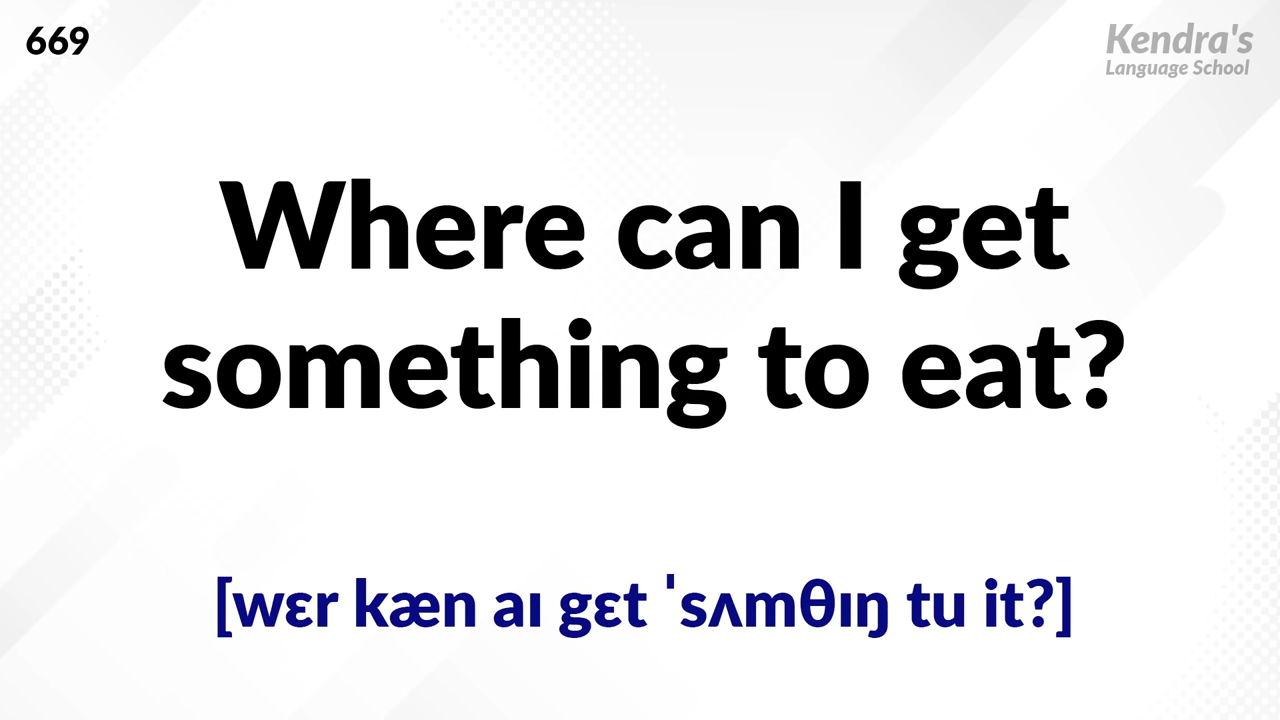 669
Kendra's
Language School
Where can I get
something to eat?
[wɛr kæn aɪ gɛt ˈsʌmθɪŋ tu it?]